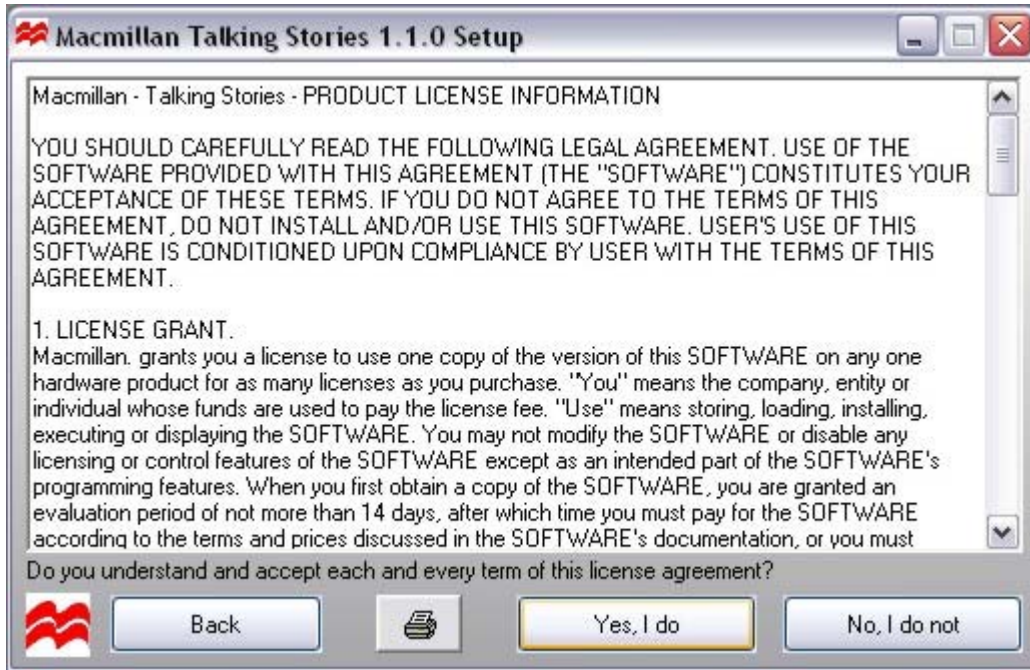 Macmillan Talking Stories 1.1.0 Setup
Macmillan - Talking Stories - PRODUCT LICENSE INFORMATION
YOU SHOULD CAREFULLY READ THE FOLLOWING LEGAL AGREEMENT. USE OF THE
SOFTWARE PROVIDED WITH THIS AGREEMENT (THE "SOFTWARE") CONSTITUTES YOUR
ACCEPTANCE OF THESE TERMS. IF YOU DO NOT AGREE TO THE TERMS OF THIS
AGREEMENT, DO NOT INSTALL AND/OR USE THIS SOFTWARE. USER'S USE OF THIS
SOFTWARE IS CONDITIONED UPON COMPLIANCE BY USER WITH THE TERMS OF THIS
AGREEMENT.
1. LICENSE GRANT.
Macmillan. grants you a license to use one copy of the version of this SOFTWARE on any one
hardware product for as many licenses as you purchase. "You" means the company, entity or
individual whose funds are used to pay the license fee. "Use" means storing, loading, installing,
executing or displaying the SOFTWARE. You may not modify the SOFTWARE or disable any
licensing or control features of the SOFTWARE except as an intended part of the SOFTWARE's
programming features. When you first obtain a copy of the SOFTWARE, you are granted an
evaluation period of not more than 14 days, after which time you must pay for the SOFTWARE
according to the terms and prices discussed in the SOFTWARE's documentation, or you must
Do you understand and accept each and every term of this license agreement?
Back
Yes, I do
No, I do not